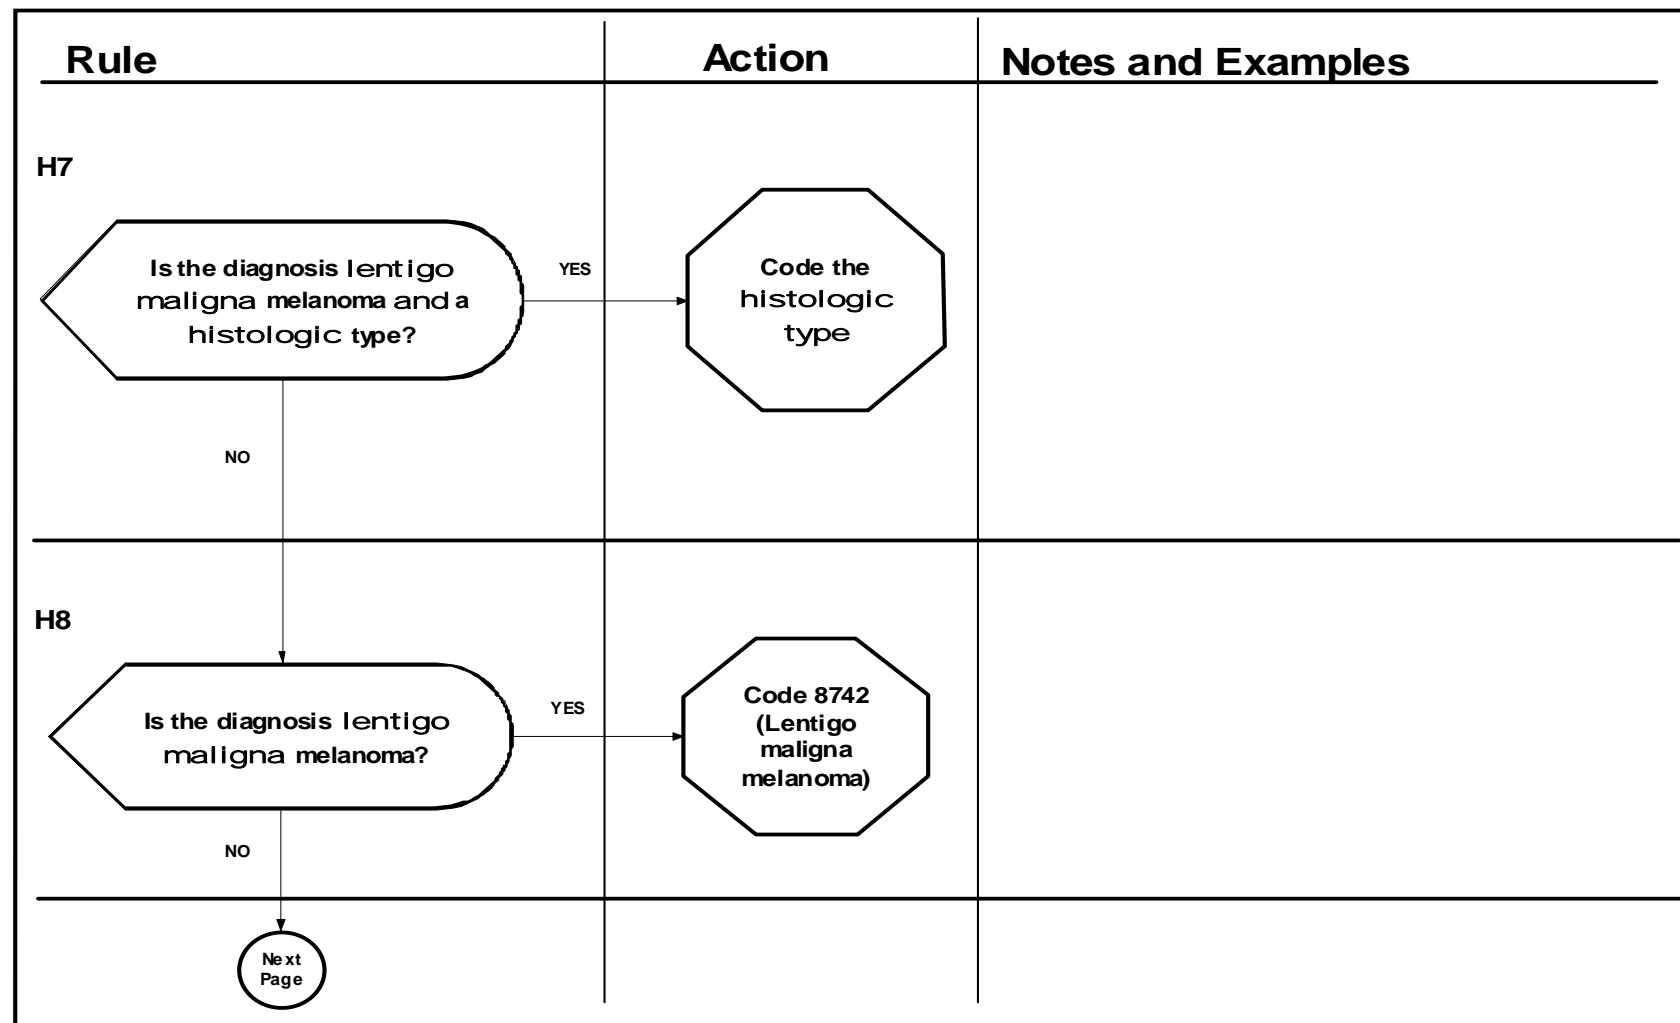 Rule
Action
Notes and Examples
H7
Is the diagnosis lentigo
maligna melanoma and a
histologic type?
YES
Code the
histologic
type
NO
H8
Is the diagnosis lentigo
maligna melanoma?
YES
Code 8742
(Lentigo
maligna
melanoma)
NO
Next
Page